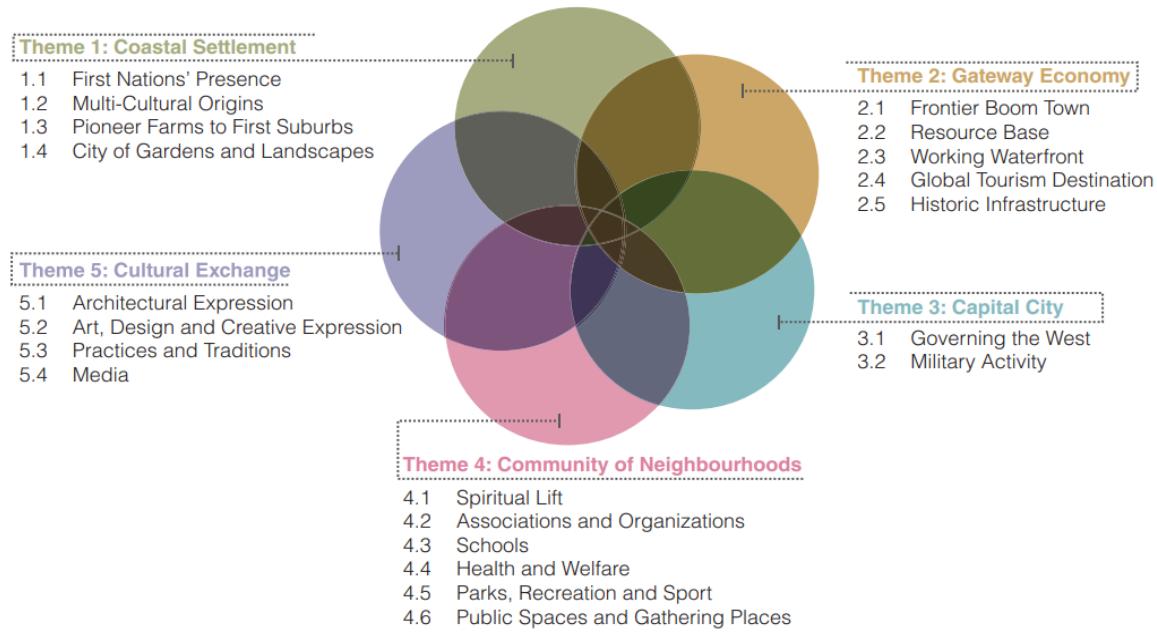 Theme 1: Coastal Settlement
1.1 First Nations' Presence
1.2 Multi-Cultural Origins
1.3 Pioneer Farms to First Suburbs
1.4 City of Gardens and Landscapes
Theme 2: Gateway Economy
2.1 Frontier Boom Town
2.2 Resource Base
2.3 Working Waterfront
2.4 Global Tourism Destination
2.5 Historic Infrastructure
Theme 5: Cultural Exchange
5.1 Architectural Expression
5.2 Art, Design and Creative Expression
5.3 Practices and Traditions
5.4 Media
Theme 3: Capital City
3.1 Governing the West
3.2 Military Activity
Theme 4: Community of Neighbourhoods
4.1 Spiritual Lift
4.2 Associations and Organizations
4.3 Schools
4.4 Health and Welfare
4.5 Parks, Recreation and Sport
4.6 Public Spaces and Gathering Places